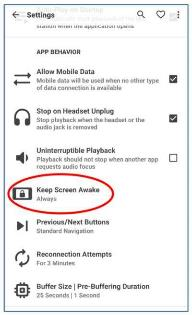 Settings
Play on Startup
station when the application opens
APP BEHAVIOR
Allow Mobile Data
Mobile data will be used when no other type
of data connection is available
Stop on Headset Unplug
Stop playback when the headset or the
audio jack is removed
Uninterruptible Playback
Playback should not stop when another app
requests audio focus
Keep Screen Awake
Always
Previous/Next Buttons
Standard Navigation
Reconnection Attempts
For 3 Minutes
Buffer Size | Pre-Buffering Duration
25 Seconds | 1 Second